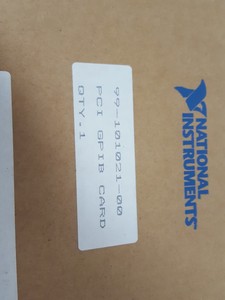 NATIONAL
INSTRUMENTS
99-101021-00
PCI GPIB CARD
QTY.1